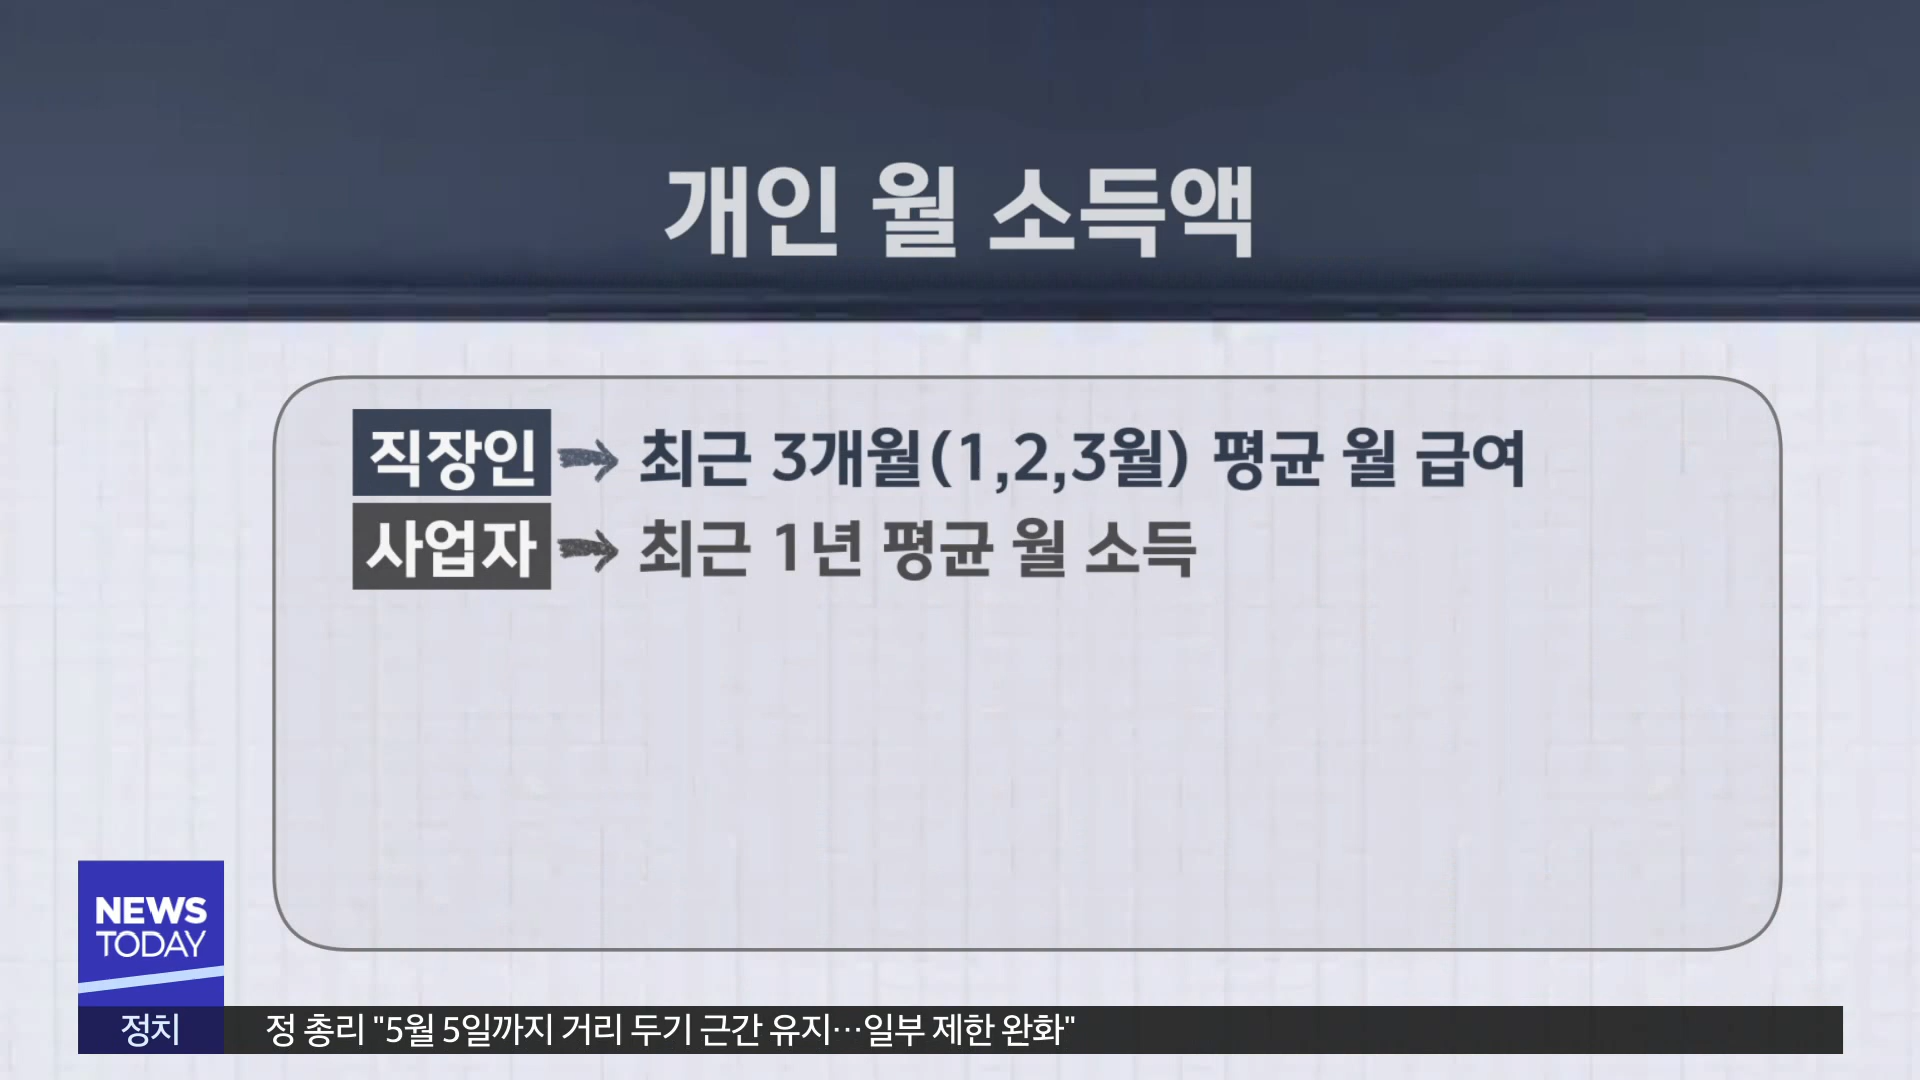 개인 월 소득액
직장인 → 최근 3개월(1,2,3월) 평균 월 급여
사업자 → 최근 1년 평균 월 소득
NEWS
TODAY
정치 정 총리 "5월 5일까지 거리 두기 근간 유지…일부 제한 완화"